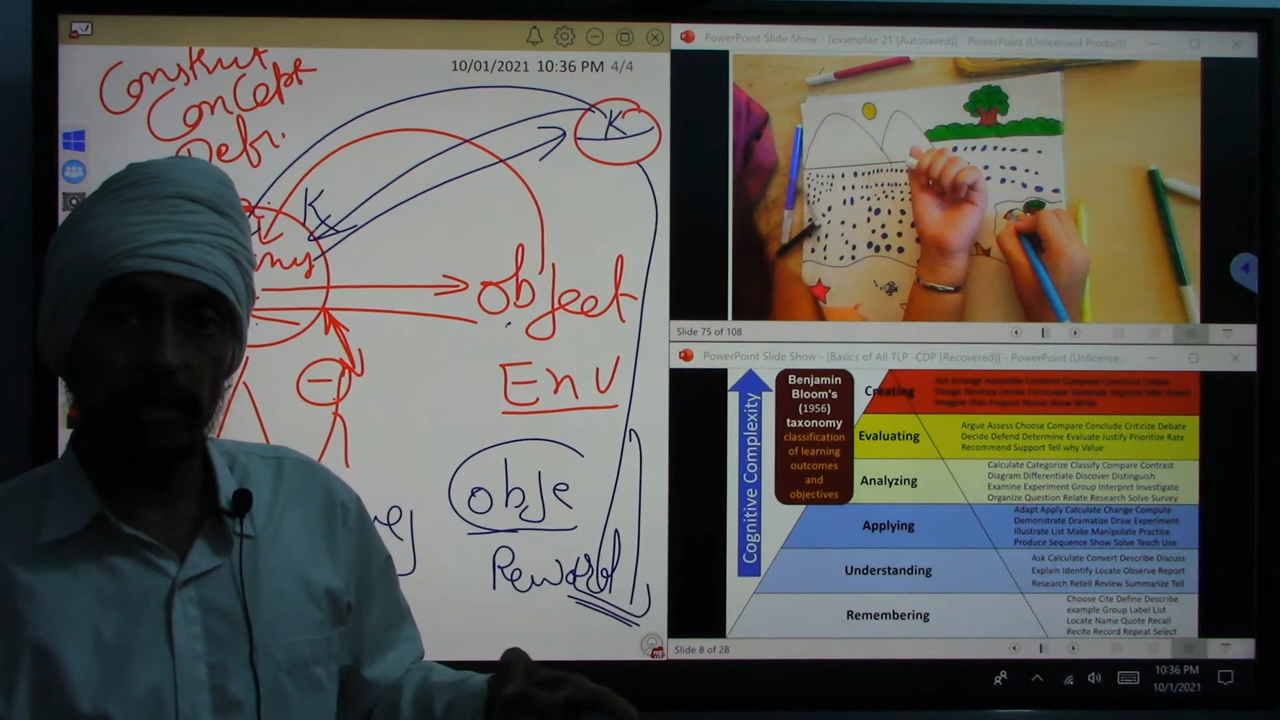 Construct
Concept
Defi.
10/01/2021 10:36 PM 4/4
K
K
object
Env
obje
Reward
PowerPoint Slide Show - [examplae 21 [Autosaved]] - PowerPoint (Unlicensed Product)
Slide 75 of 108
PowerPoint Slide Show - [Basics of All TLP -CDP [Recovered]] - PowerPoint (Unlicense
Cognitive Complexity
Benjamin
Bloom's
(1956)
taxonomy
classification
of learning
outcomes
and
objectives
Creating
Evaluating
Argue Assess Choose Compare Conclude Criticize Debate
Decide Defend Determine Evaluate Justify Prioritize Rate
Recommend Support Tell why Value
Analyzing
Calculate Categorize Classify Compare Contrast
Diagram Differentiate Discover Distinguish
Examine Experiment Group Interpret Investigate
Organize Question Relate Research Solve Survey
Applying
Adapt Apply Calculate Change Compute
Demonstrate Dramatize Draw Experiment
Illustrate List Make Manipulate Practice
Produce Sequence Show Solve Teach Use
Understanding
Ask Calculate Convert Describe Discuss
Explain Identify Locate Observe Report
Research Retell Review Summarize Tell
Remembering
Choose Cite Define Describe
example Group Label List
Locate Name Quote Recall
Recite Record Repeat Select
Slide 8 of 28
10:36 PM
10/1/2021